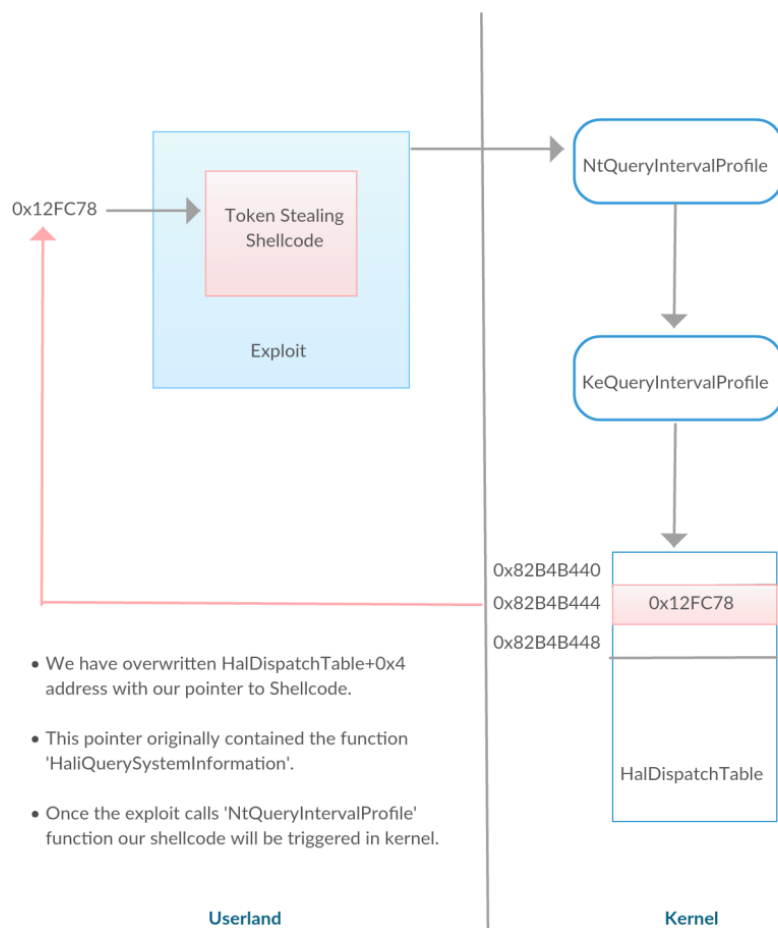 NtQueryIntervalProfile
0x12FC78
Token Stealing
Shellcode
Exploit
KeQueryIntervalProfile
0x82B4B440
0x82B4B444
0x12FC78
0x82B4B448
• We have overwritten HalDispatchTable+0x4
address with our pointer to Shellcode.
• This pointer originally contained the function
'HaliQuerySystemInformation'.
• Once the exploit calls 'NtQueryIntervalProfile'
function our shellcode will be triggered in kernel.
HalDispatchTable
Userland
Kernel